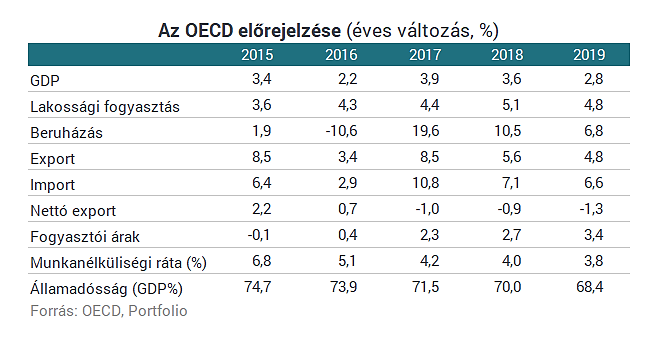 Az OECD előrejelzése (éves változás, %)
2015 2016 2017 2018 2019
GDP 3,4 2,2 3,9 3,6 2,8
Lakossági fogyasztás 3,6 4,3 4,4 5,1 4,8
Beruházás 1,9 -10,6 19,6 10,5 6,8
Export 8,5 3,4 8,5 5,6 4,8
Import 6,4 2,9 10,8 7,1 6,6
Nettó export 2,2 0,7 -1,0 -0,9 -1,3
Fogyasztói árak -0,1 0,4 2,3 2,7 3,4
Munkanélküliségi ráta (%) 6,8 5,1 4,2 4,0 3,8
Államadósság (GDP%) 74,7 73,9 71,5 70,0 68,4
Forrás: OECD, Portfolio